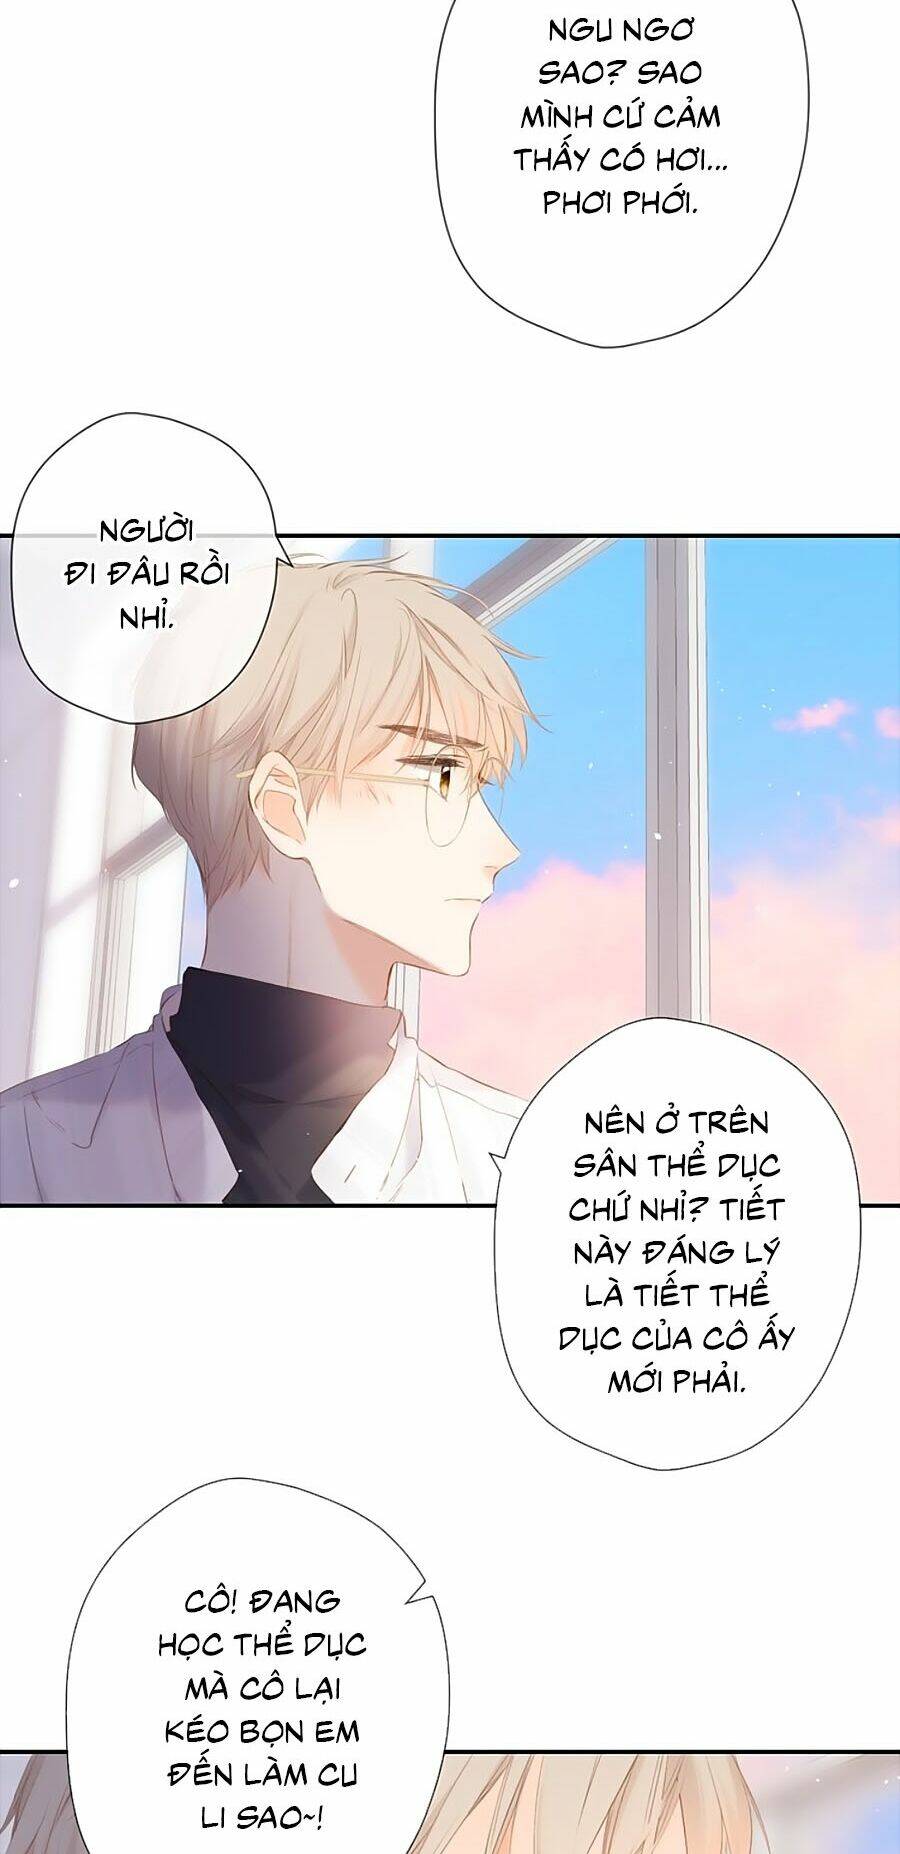 NGU NGƠ
SAO? SAO
MÌNH CỨ CẢM
THẤY CÓ HƠI...
PHƠI PHỚI.
NGƯỜI
ĐI ĐÂU RỒI
NHỈ.
NÊN Ở TRÊN
SÂN THỂ DỤC
CHỨ NHỈ? TIẾT
NÀY ĐÁNG LÝ
LÀ TIẾT THỂ
DỤC CỦA CÔ ẤY
MỚI PHẢI.
CÔ! ĐANG
HỌC THỂ DỤC
MÀ CÔ LẠI
KÉO BỌN EM
ĐẾN LÀM CU
LI SAO~!